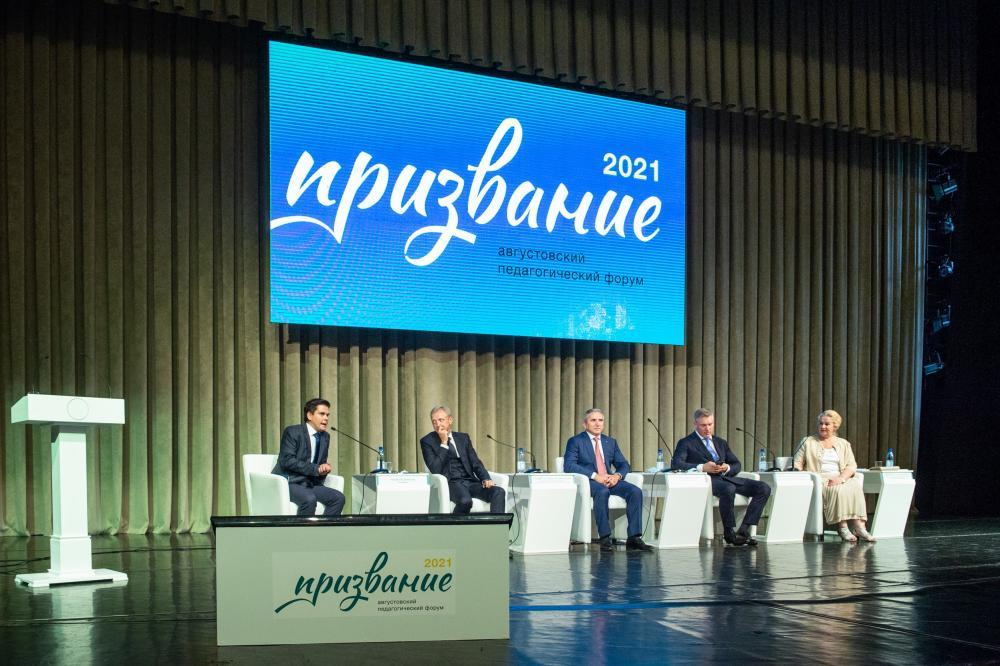 призвание
2021
августовский
педагогический форум
2021
призвание
августовский
педагогический форум